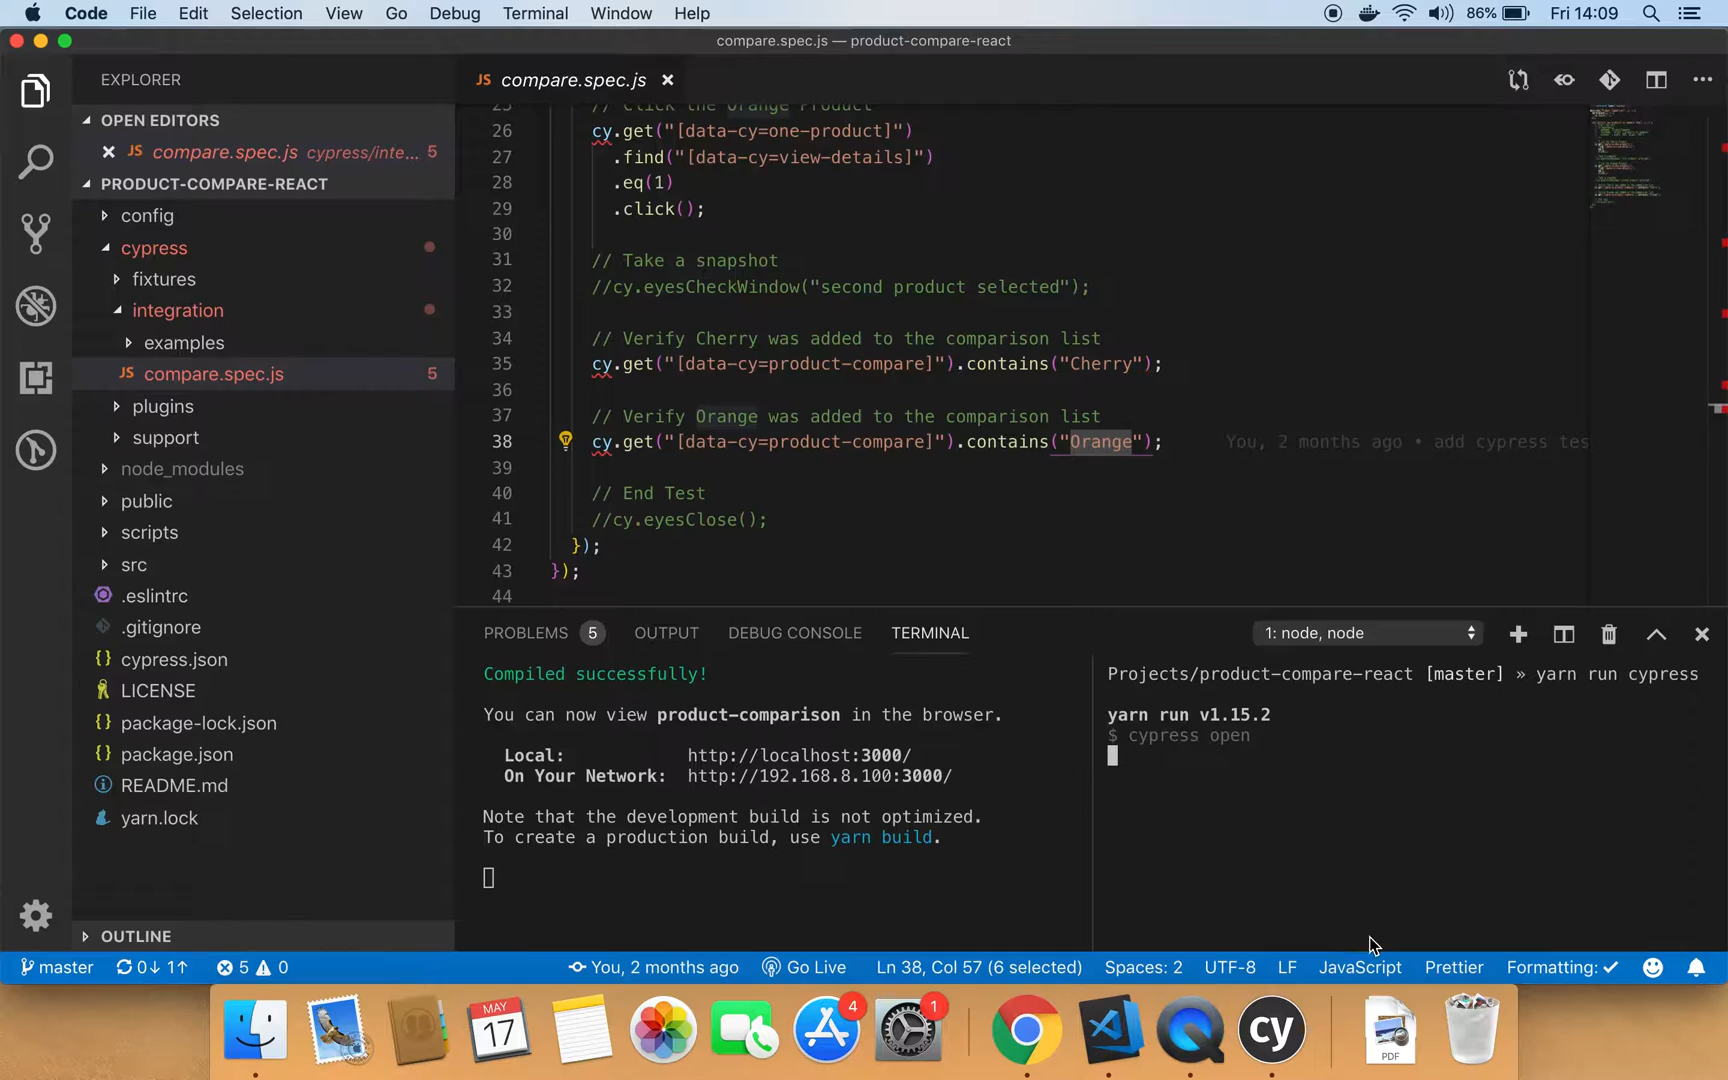 Code File Edit Selection View Go Debug Terminal Window Help 86% Fri 14:09
compare.spec.js — product-compare-react
EXPLORER
OPEN EDITORS
JS compare.spec.js cypress/inte... 5
PRODUCT-COMPARE-REACT
config
cypress
fixtures
integration
examples
JS compare.spec.js 5
plugins
support
node_modules
public
scripts
src
.eslintrc
.gitignore
{} cypress.json
LICENSE
{} package-lock.json
{} package.json
README.md
yarn.lock
OUTLINE
JS compare.spec.js
25 // Click the Orange Product
26 cy.get("[data-cy=one-product]")
27 .find("[data-cy=view-details]")
28 .eq(1)
29 .click();
30
31 // Take a snapshot
32 //cy.eyesCheckWindow("second product selected");
33
34 // Verify Cherry was added to the comparison list
35 cy.get("[data-cy=product-compare]").contains("Cherry");
36
37 // Verify Orange was added to the comparison list
38 cy.get("[data-cy=product-compare]").contains("Orange"); You, 2 months ago • add cypress tes
39
40 // End Test
41 //cy.eyesClose();
42 });
43 });
44
PROBLEMS 5 OUTPUT DEBUG CONSOLE TERMINAL 1: node, node
Compiled successfully!
You can now view product-comparison in the browser.
Local: http://localhost:3000/
On Your Network: http://192.168.8.100:3000/
Note that the development build is not optimized.
To create a production build, use yarn build.
Projects/product-compare-react [master] » yarn run cypress
yarn run v1.15.2
$ cypress open
master 0↓ 1↑ 5 0 You, 2 months ago Go Live Ln 38, Col 57 (6 selected) Spaces: 2 UTF-8 LF JavaScript Prettier Formatting: ✓
MAY
17
4
1
cy
PDF